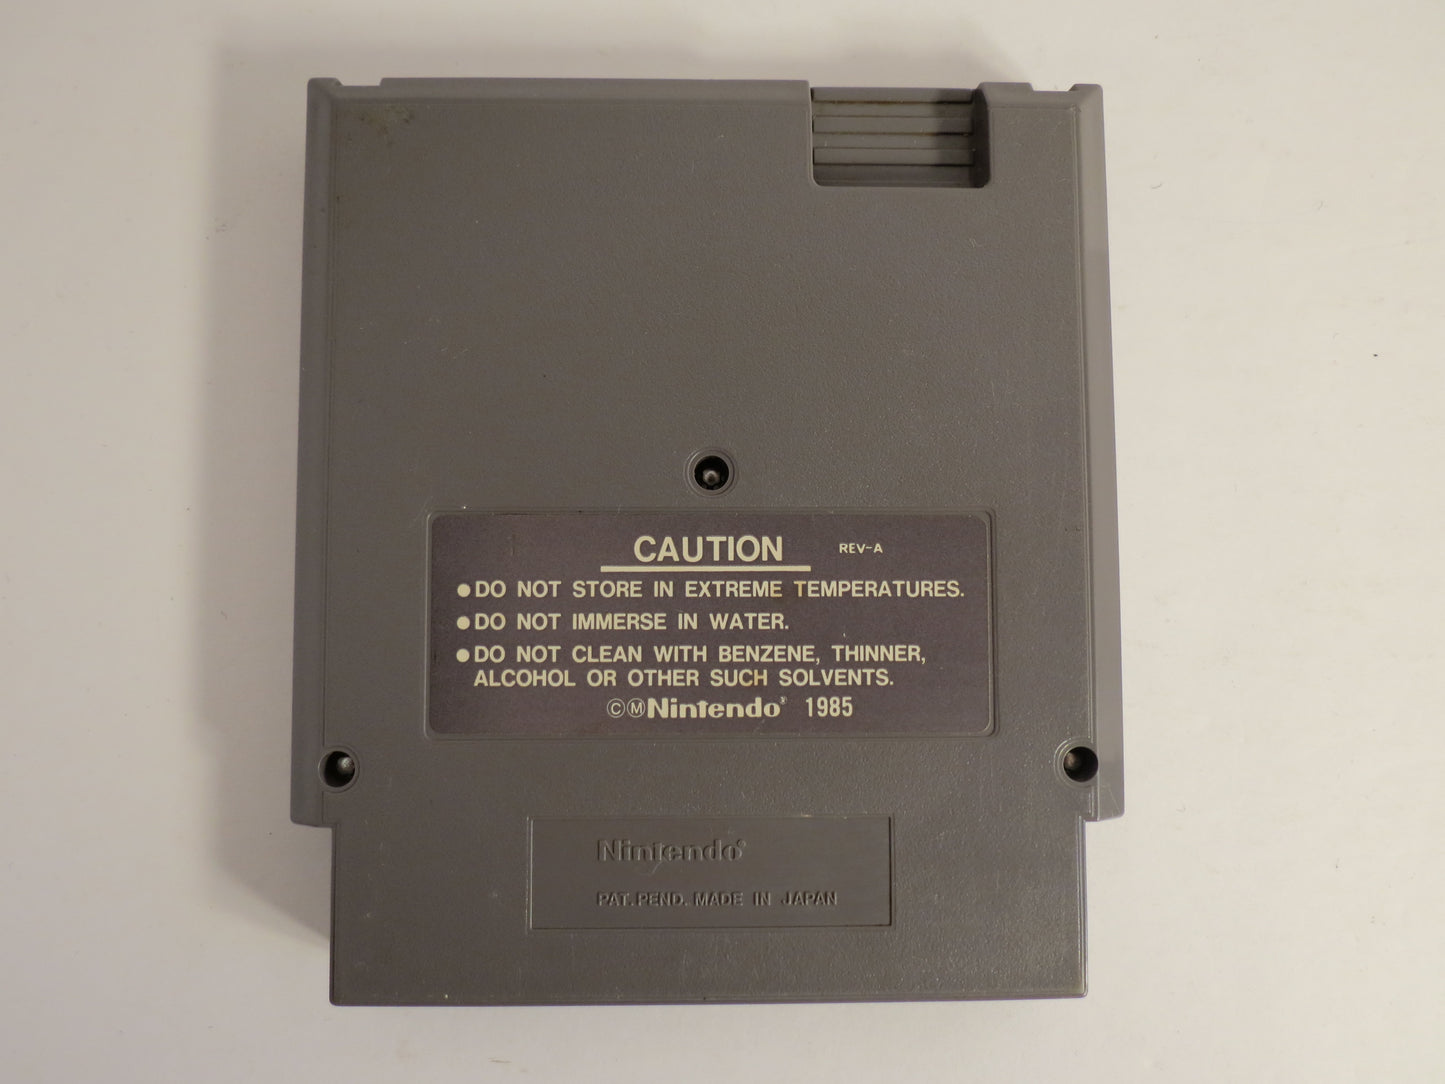 CAUTION REV-A
●DO NOT STORE IN EXTREME TEMPERATURES.
●DO NOT IMMERSE IN WATER.
●DO NOT CLEAN WITH BENZENE, THINNER,
ALCOHOL OR OTHER SUCH SOLVENTS.
©ⓂNintendo® 1985
Nintendo®
PAT. PEND. MADE IN JAPAN